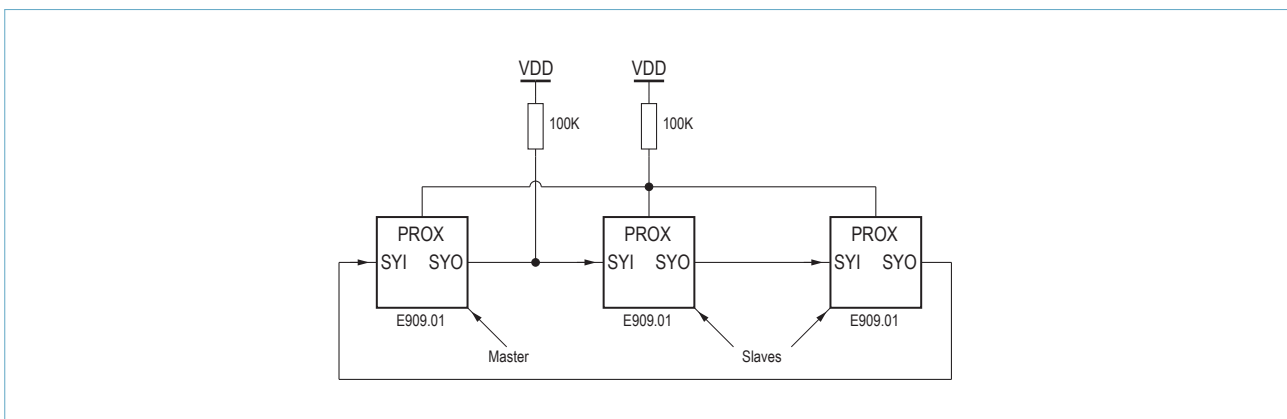 VDD VDD
100K 100K
PROX PROX PROX
SYI SYO SYI SYO SYI SYO
E909.01 E909.01 E909.01
Master Slaves